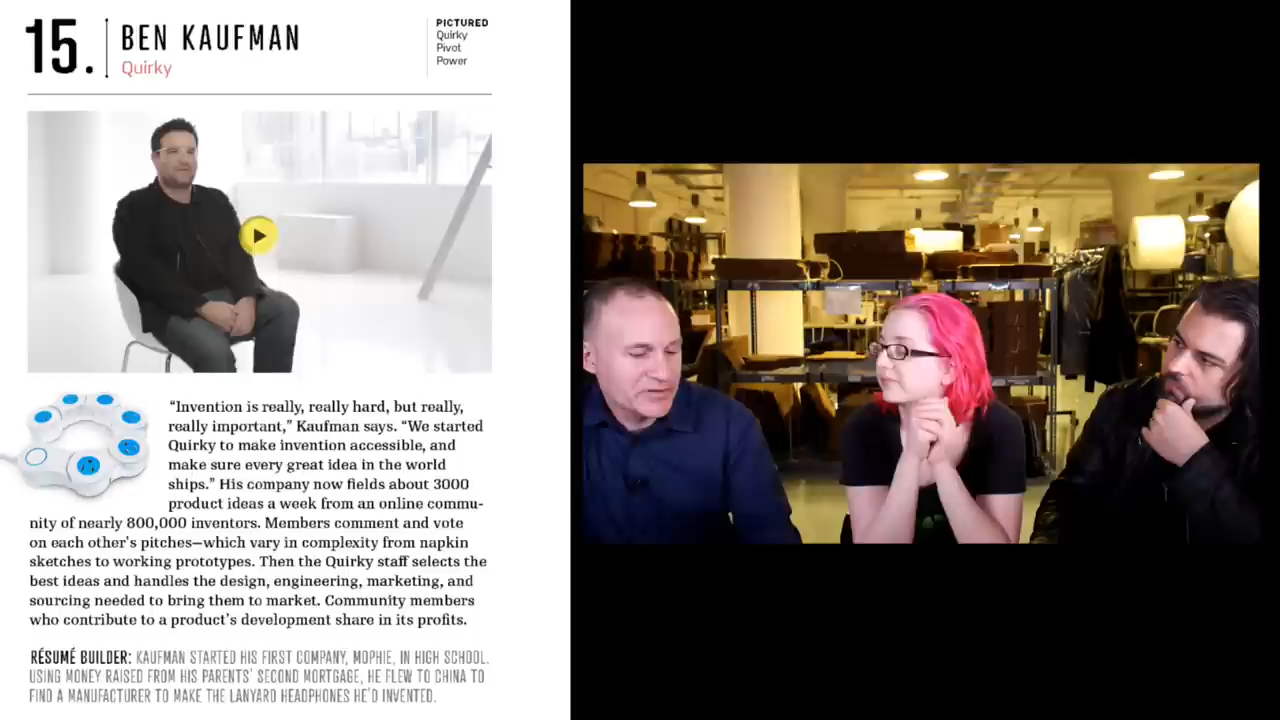 15.
BEN KAUFMAN
Quirky
PICTURED
Quirky
Pivot
Power
“Invention is really, really hard, but really,
really important,” Kaufman says. “We started
Quirky to make invention accessible, and
make sure every great idea in the world
ships.” His company now fields about 3000
product ideas a week from an online commu-
nity of nearly 800,000 inventors. Members comment and vote
on each other’s pitches—which vary in complexity from napkin
sketches to working prototypes. Then the Quirky staff selects the
best ideas and handles the design, engineering, marketing, and
sourcing needed to bring them to market. Community members
who contribute to a product’s development share in its profits.
RÉSUMÉ BUILDER: KAUFMAN STARTED HIS FIRST COMPANY, MOPHIE, IN HIGH SCHOOL.
USING MONEY RAISED FROM HIS PARENTS’ SECOND MORTGAGE, HE FLEW TO CHINA TO
FIND A MANUFACTURER TO MAKE THE LANYARD HEADPHONES HE’D INVENTED.